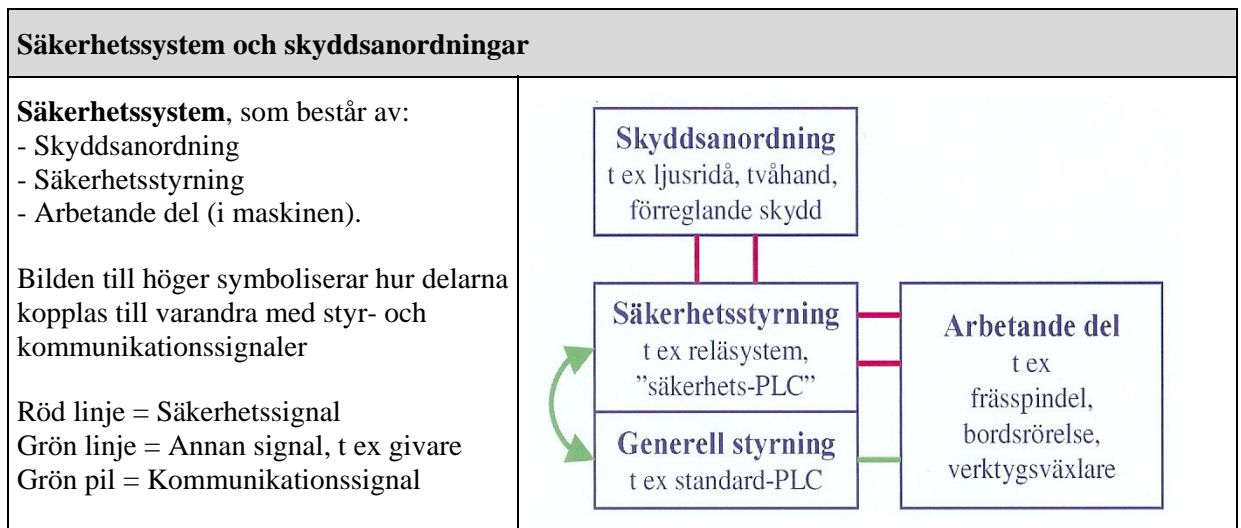 Säkerhetssystem och skyddsanordningar
Säkerhetssystem, som består av:
- Skyddsanordning
- Säkerhetsstyrning
- Arbetande del (i maskinen).
Bilden till höger symboliserar hur delarna
kopplas till varandra med styr- och
kommunikationssignaler
Röd linje = Säkerhetssignal
Grön linje = Annan signal, t ex givare
Grön pil = Kommunikationssignal
Skyddsanordning
t ex ljusridå, tvåhand,
förreglande skydd
Säkerhetsstyrning
t ex reläsystem,
”säkerhets-PLC”
Generell styrning
t ex standard-PLC
Arbetande del
t ex
frässpindel,
bordsrörelse,
verktygsväxlare